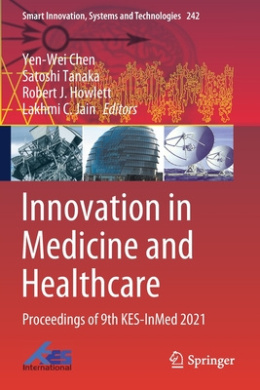 Smart Innovation, Systems and Technologies 242
Yen-Wei Chen
Satoshi Tanaka
Robert J. Howlett
Lakhmi C. Jain Editors
Innovation in
Medicine and
Healthcare
Proceedings of 9th KES-InMed 2021
KES
International
Springer